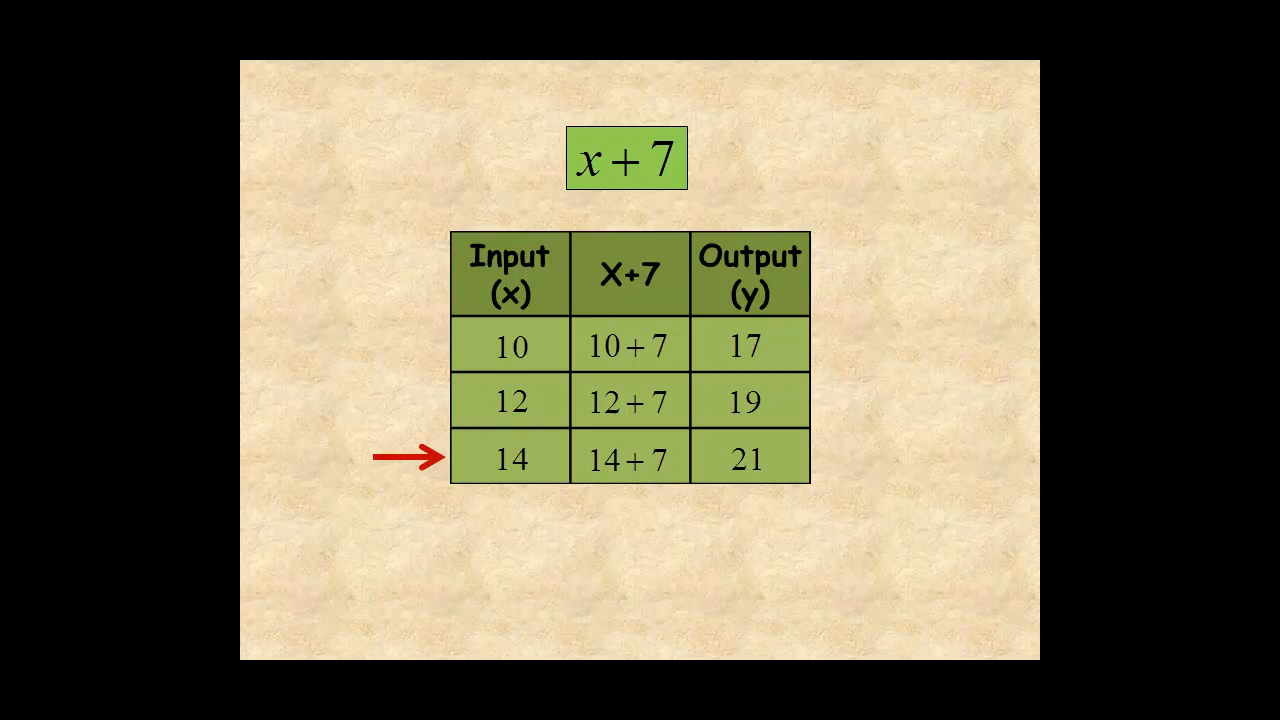 x + 7
Input (x) X+7 Output (y)
10 10 + 7 17
12 12 + 7 19
14 14 + 7 21